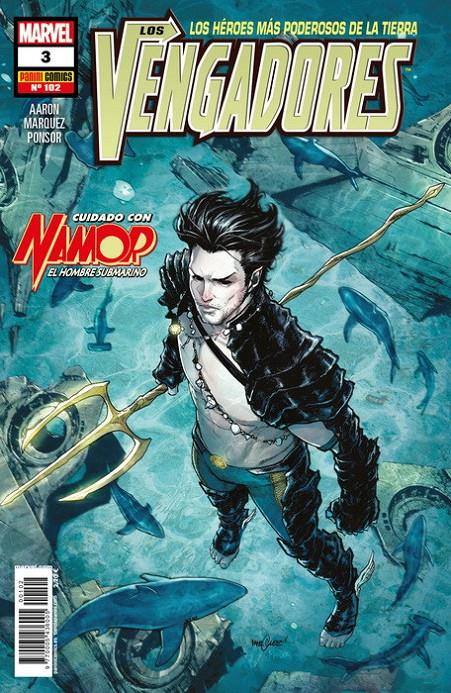 MARVEL
3
PANINI COMICS
Nº 102
AARON
MARQUEZ
PONSOR
LOS
LOS HÉROES MÁS PODEROSOS DE LA TIERRA
VENGADORES
CUIDADO CON
NAMOR
EL HOMBRE SUBMARINO
00102